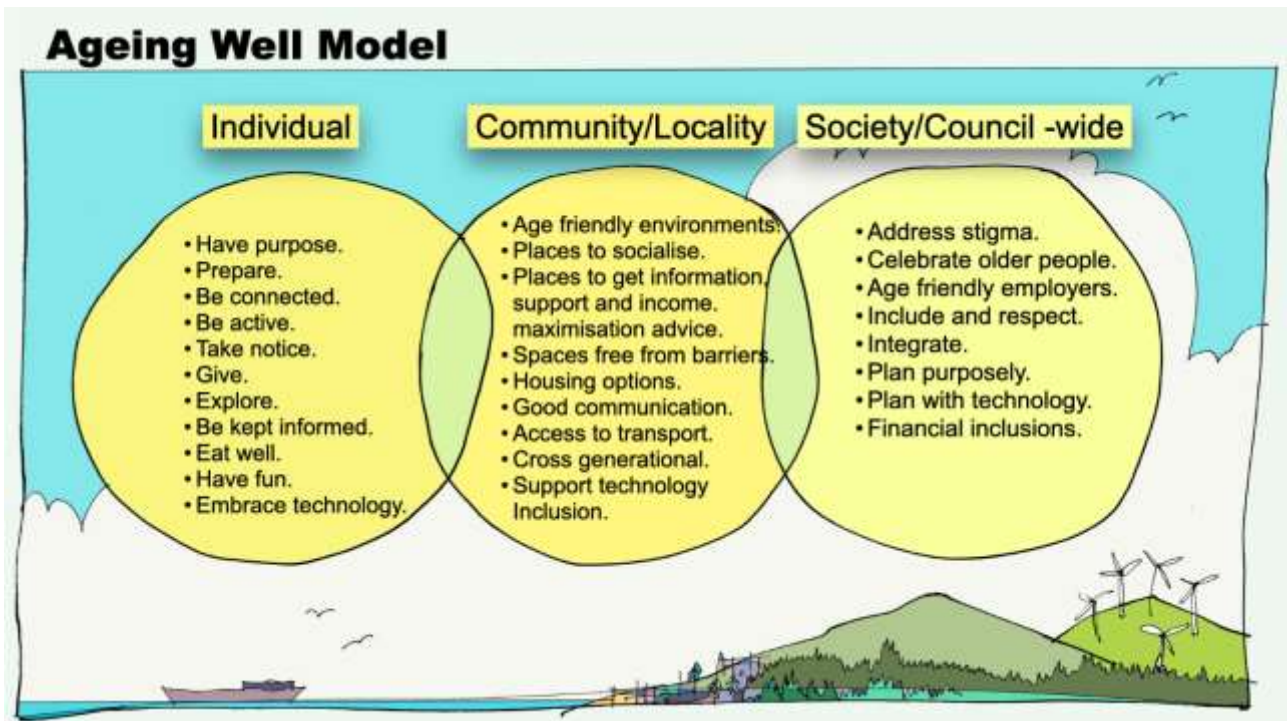 Ageing Well Model
Individual
• Have purpose.
• Prepare.
• Be connected.
• Be active.
• Take notice.
• Give.
• Explore.
• Be kept informed.
• Eat well.
• Have fun.
• Embrace technology.
Community/Locality
• Age friendly environments.
• Places to socialise.
• Places to get information,
support and income.
maximisation advice.
• Spaces free from barriers.
• Housing options.
• Good communication.
• Access to transport.
• Cross generational.
• Support technology
Inclusion.
Society/Council -wide
• Address stigma.
• Celebrate older people.
• Age friendly employers.
• Include and respect.
• Integrate.
• Plan purposely.
• Plan with technology.
• Financial inclusions.